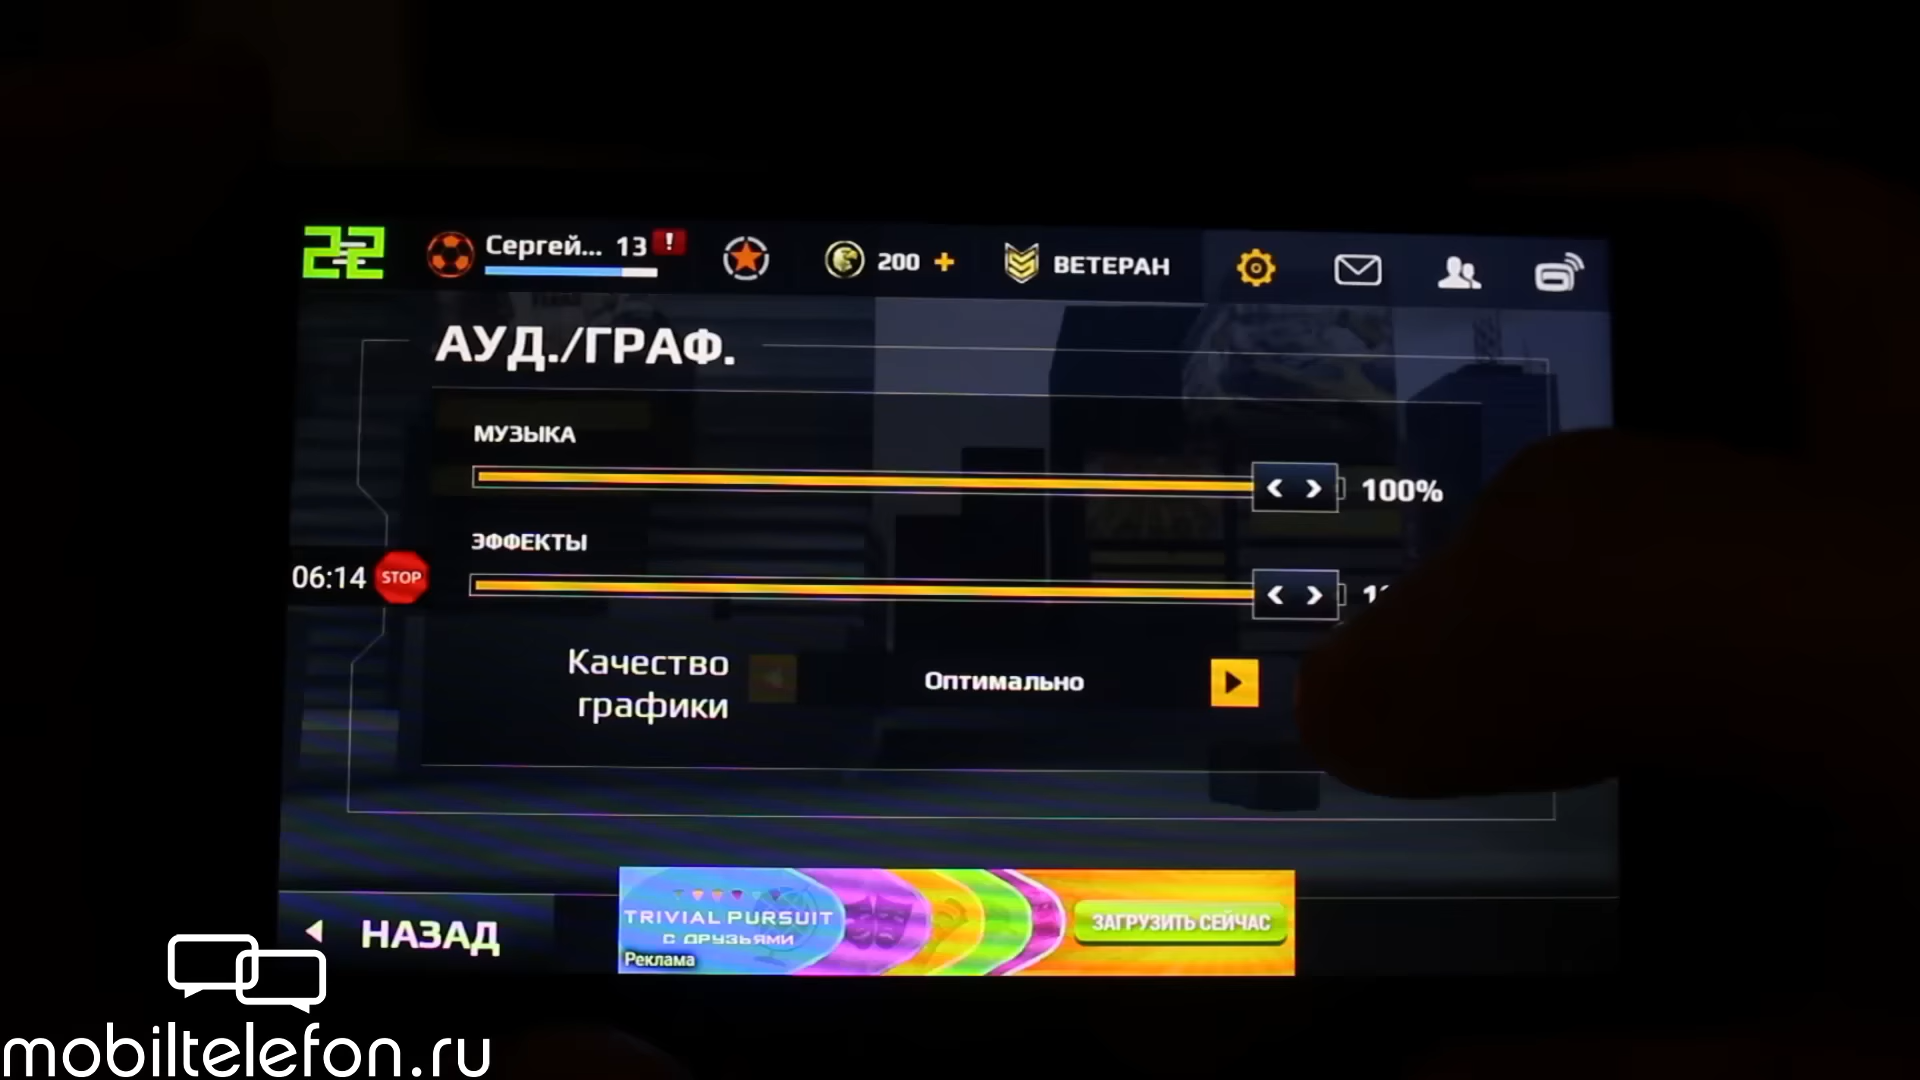 22
Сергей... 13 !
200 +
ВЕТЕРАН
АУД./ГРАФ.
МУЗЫКА
100%
ЭФФЕКТЫ
06:14 STOP
Качество
графики
Оптимально
TRIVIAL PURSUIT
С ДРУЗЬЯМИ
Реклама
ЗАГРУЗИТЬ СЕЙЧАС
НАЗАД
mobiltelefon.ru